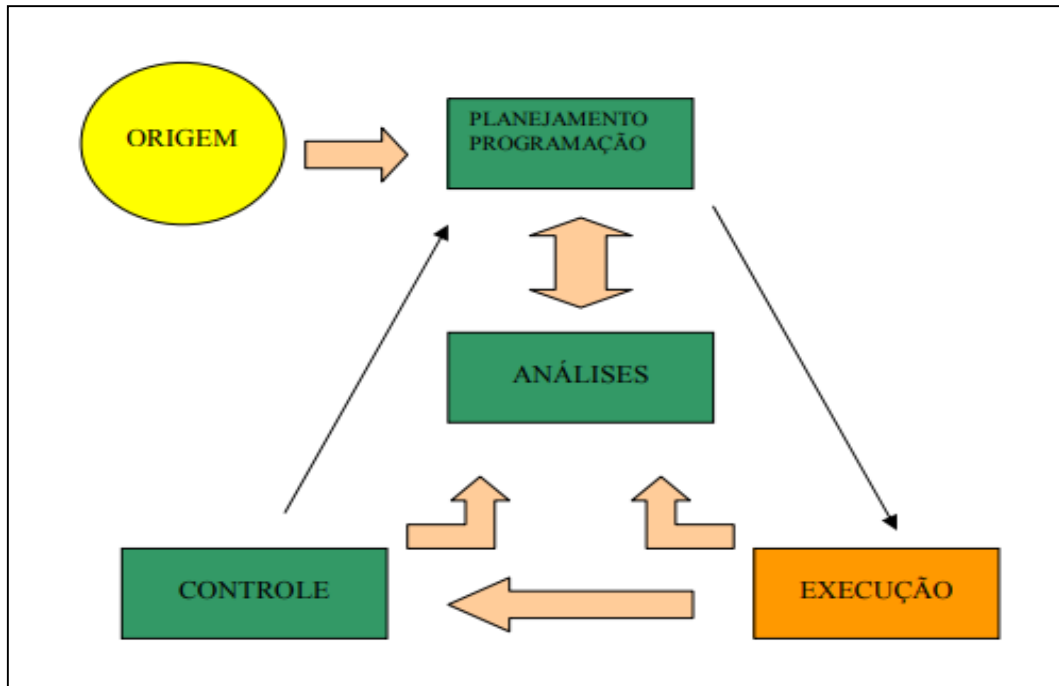 ORIGEM
PLANEJAMENTO
PROGRAMAÇÃO
ANÁLISES
CONTROLE
EXECUÇÃO